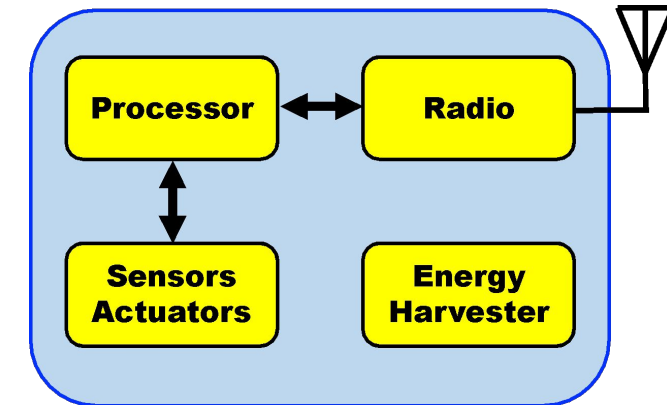 Processor
Radio
Sensors
Actuators
Energy
Harvester